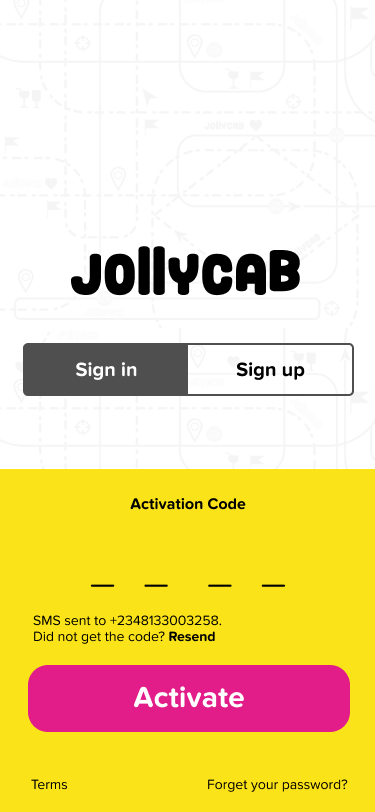 JollyCAB
JollyCAB
Sign in
Sign up
Activation Code
SMS sent to +2348133003258.
Did not get the code? Resend
Activate
Terms
Forget your password?